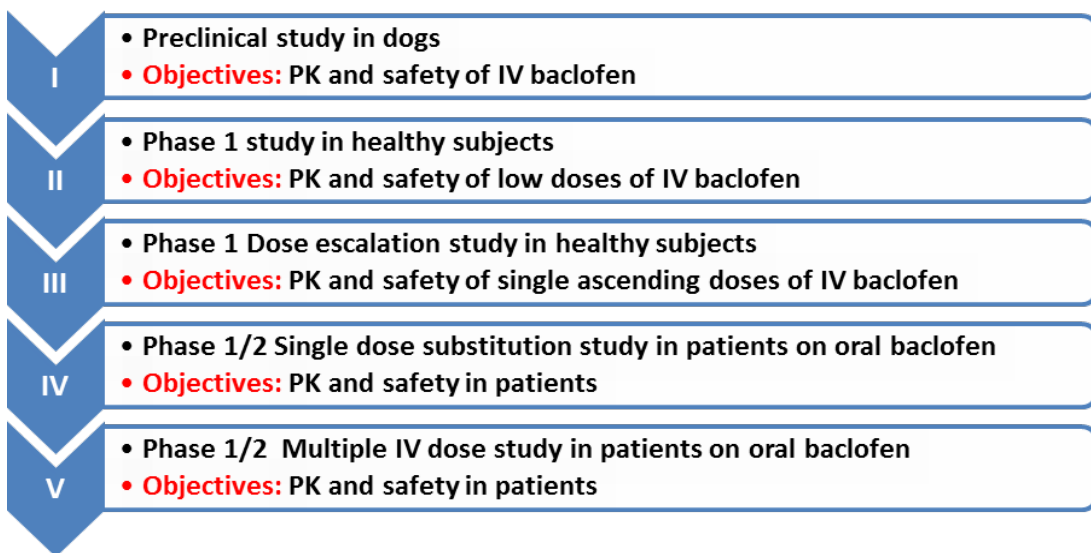 I
• Preclinical study in dogs
• Objectives: PK and safety of IV baclofen
II
• Phase 1 study in healthy subjects
• Objectives: PK and safety of low doses of IV baclofen
III
• Phase 1 Dose escalation study in healthy subjects
• Objectives: PK and safety of single ascending doses of IV baclofen
IV
• Phase 1/2 Single dose substitution study in patients on oral baclofen
• Objectives: PK and safety in patients
V
• Phase 1/2 Multiple IV dose study in patients on oral baclofen
• Objectives: PK and safety in patients